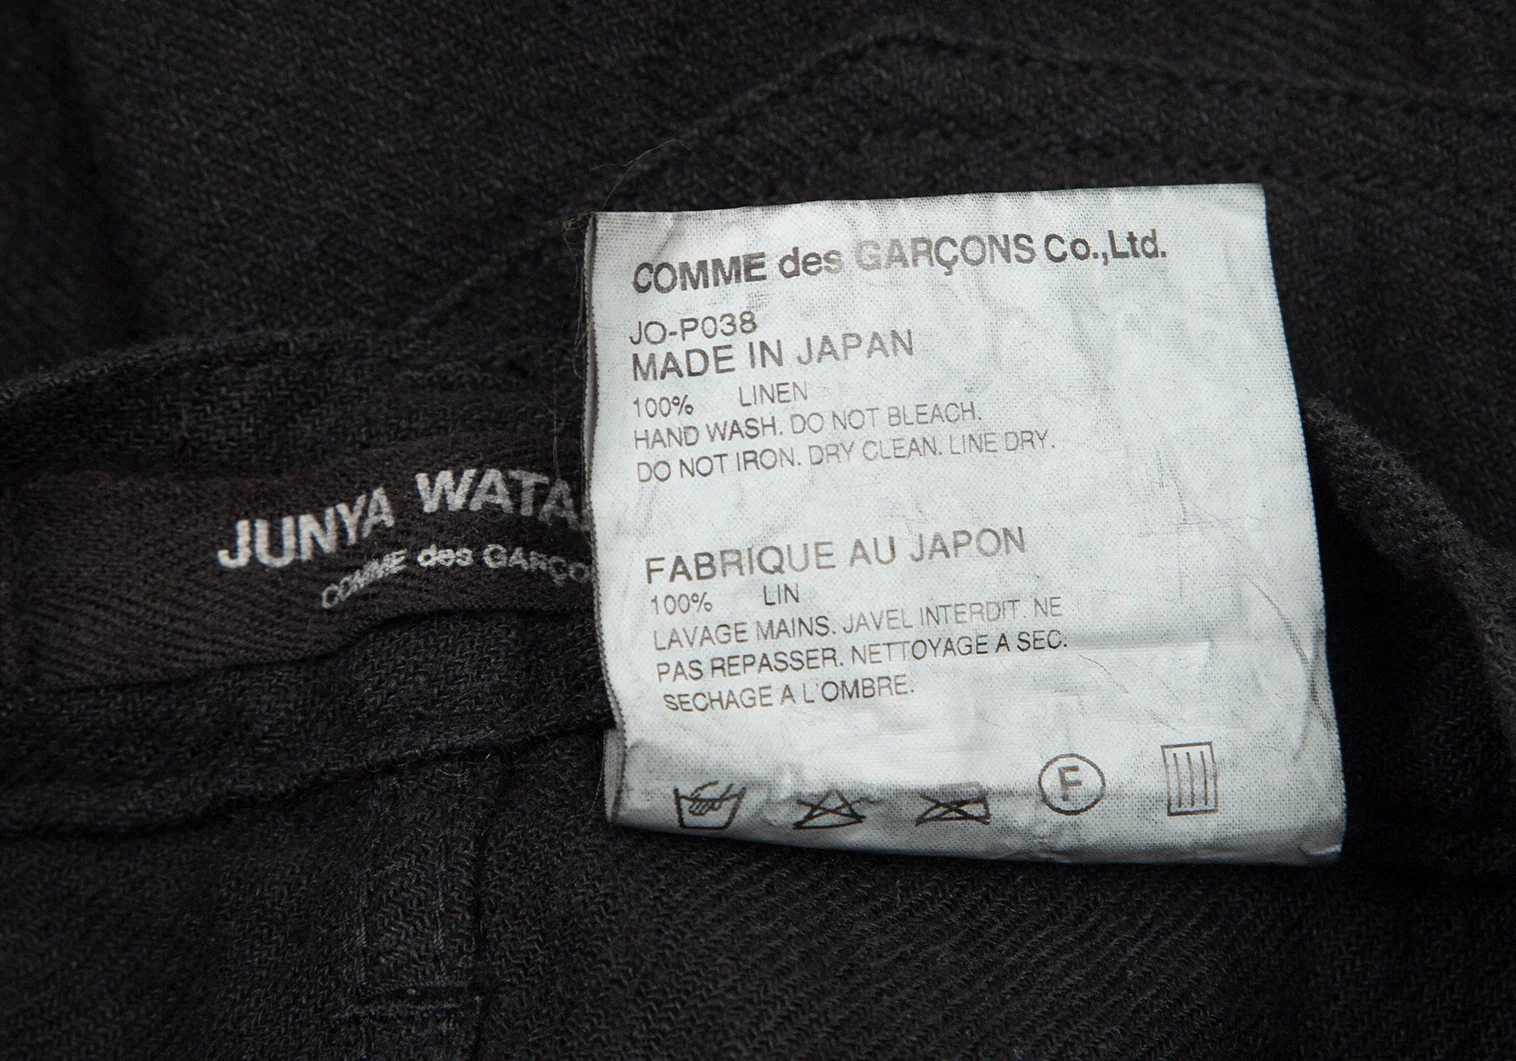 COMME des GARÇONS Co.,Ltd.
JO-P038
MADE IN JAPAN
100% LINEN
HAND WASH. DO NOT BLEACH.
DO NOT IRON. DRY CLEAN. LINE DRY.
FABRIQUE AU JAPON
100% LIN
LAVAGE MAINS. JAVEL INTERDIT. NE
PAS REPASSER. NETTOYAGE A SEC.
SECHAGE A L'OMBRE.
F
JUNYA WATA
COMME des GARÇO